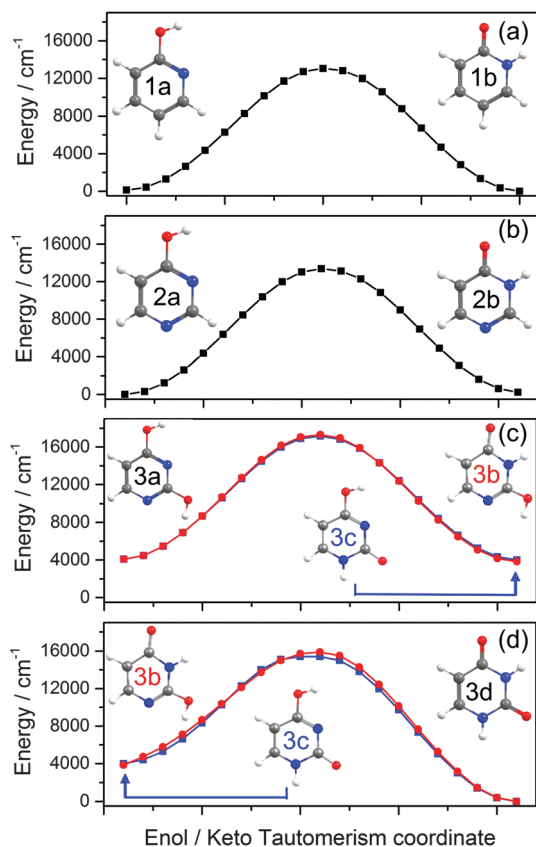 (a)
Energy / cm⁻¹
16000
12000
8000
4000
0
1a
1b
(b)
Energy / cm⁻¹
16000
12000
8000
4000
0
2a
2b
(c)
Energy / cm⁻¹
16000
12000
8000
4000
0
3a
3b
3c
(d)
Energy / cm⁻¹
16000
12000
8000
4000
0
3b
3c
3d
Enol / Keto Tautomerism coordinate